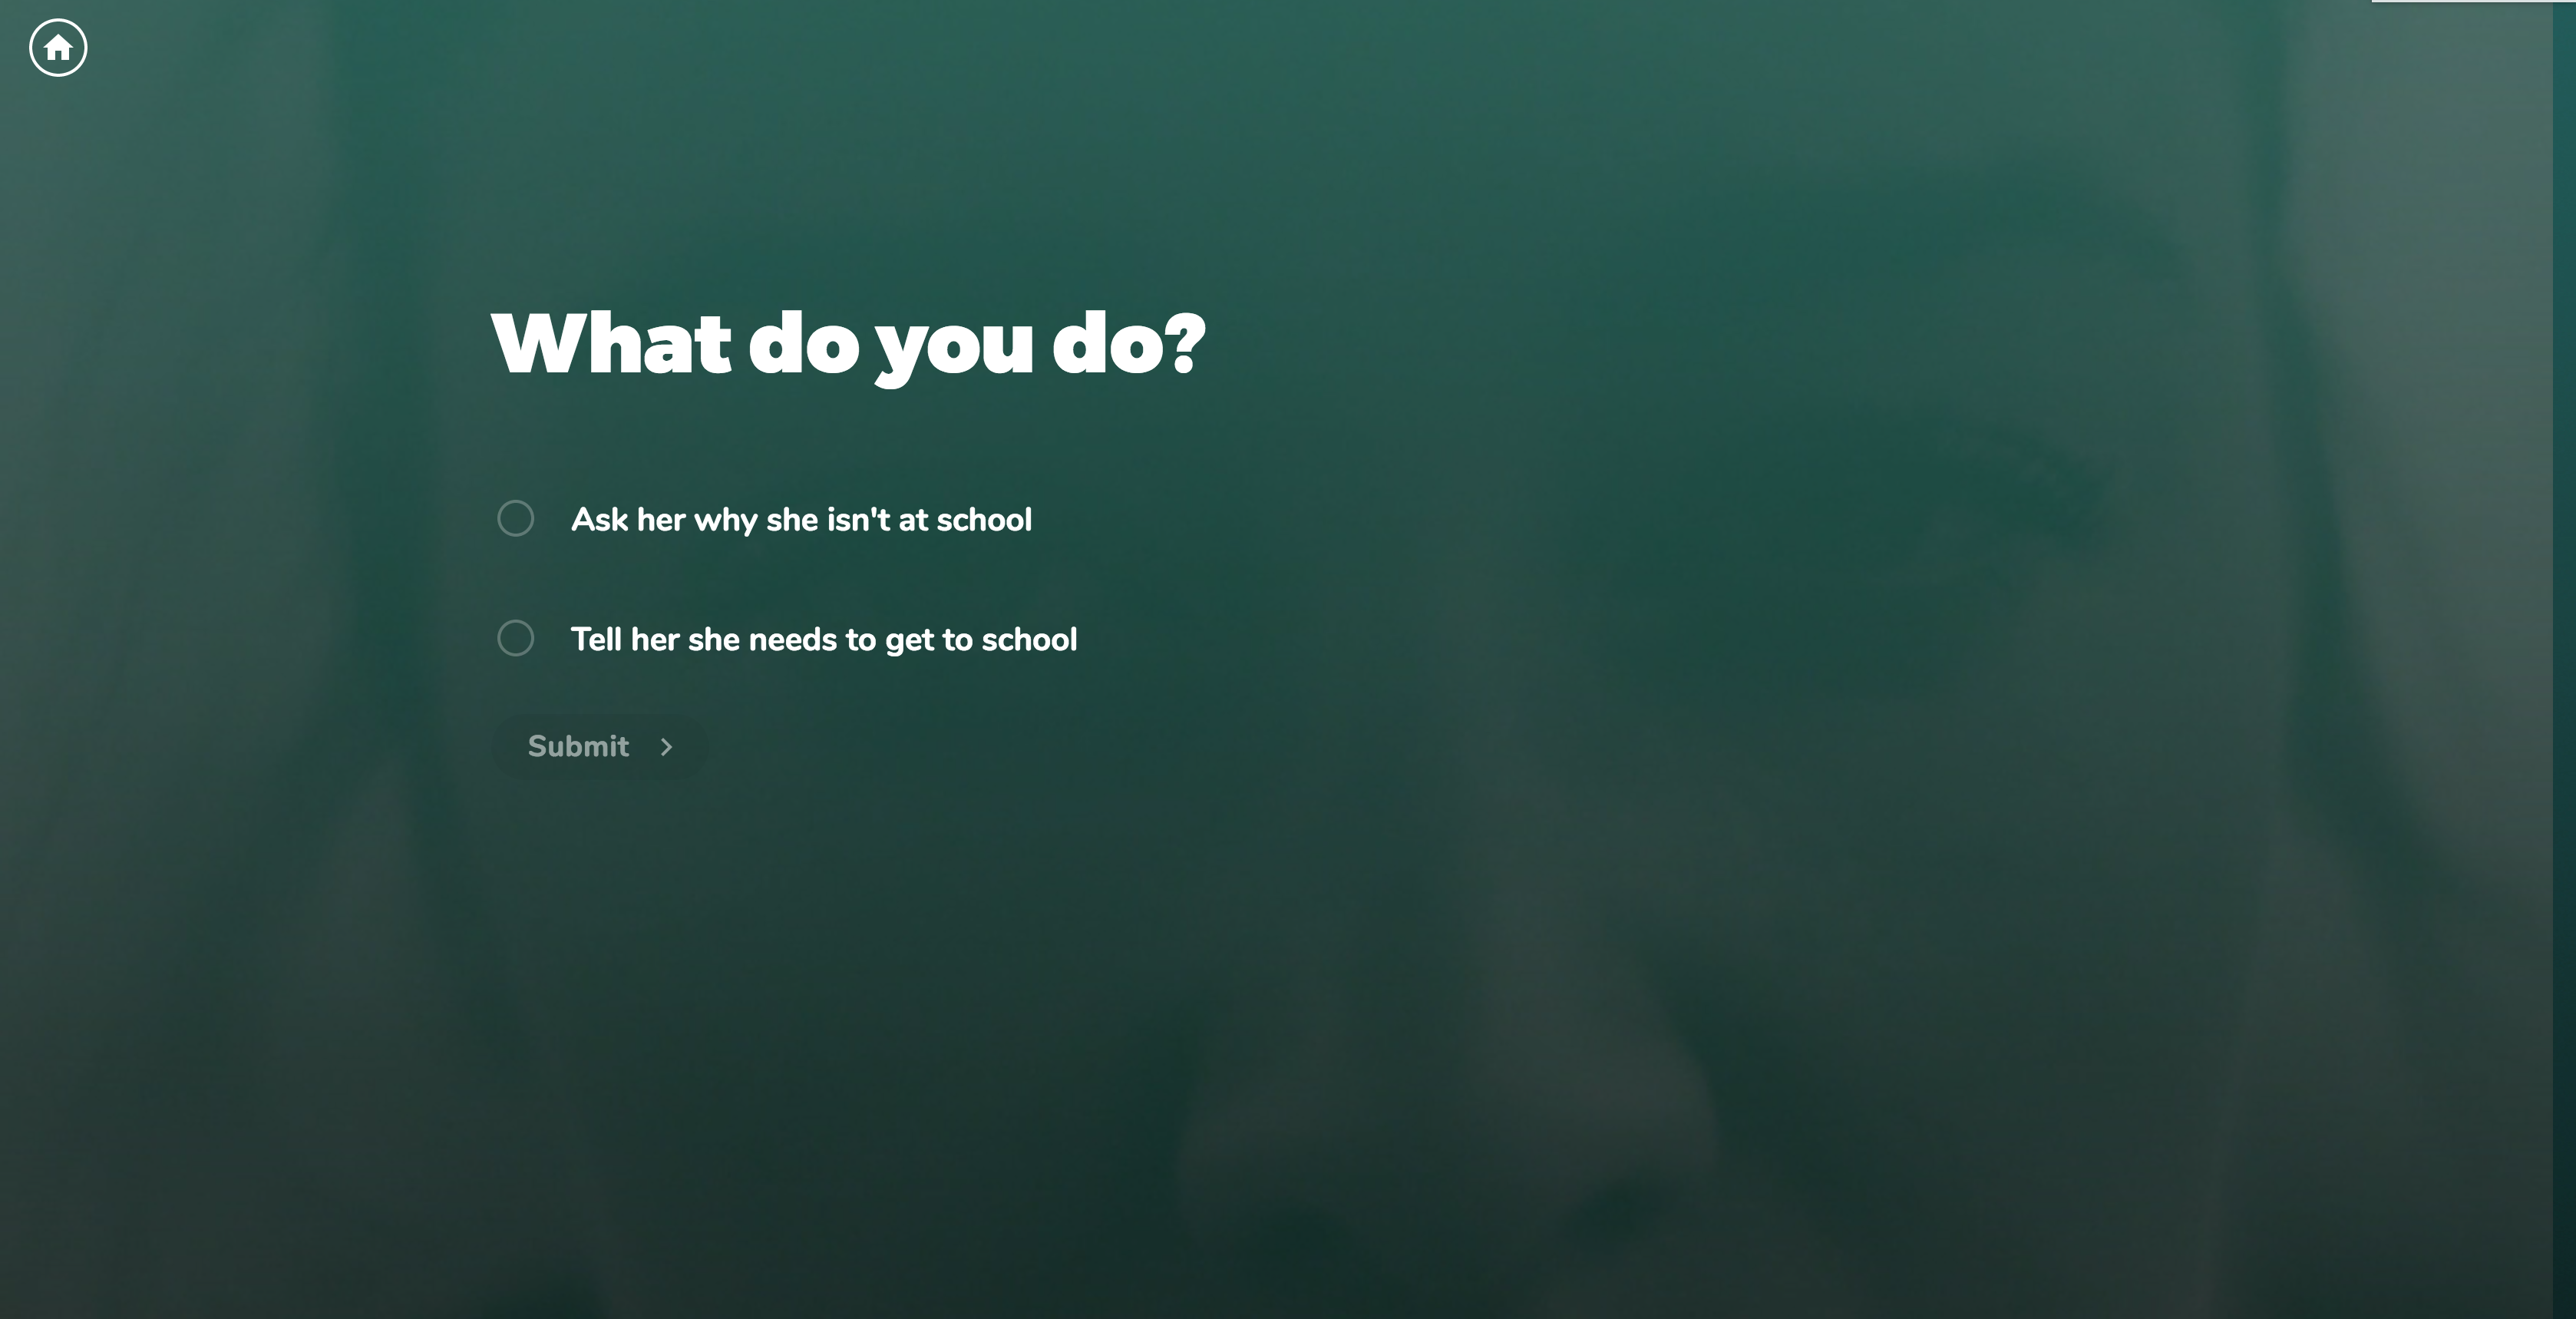 What do you do?
Ask her why she isn't at school
Tell her she needs to get to school
Submit